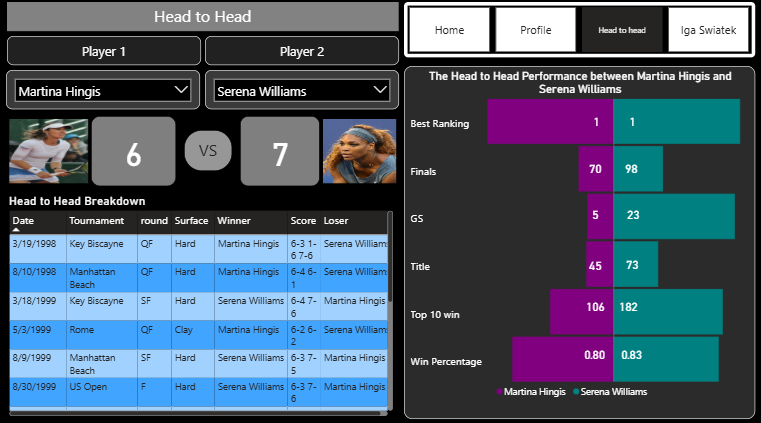 Head to Head
Player 1
Player 2
Martina Hingis
Serena Williams
6
VS
7
Head to Head Breakdown
Date Tournament round Surface Winner Score Loser
3/19/1998 Key Biscayne QF Hard Martina Hingis 6-3 1- Serena Williams
6 7-6
8/10/1998 Manhattan QF Hard Martina Hingis 6-4 6- Serena Williams
Beach 1
3/18/1999 Key Biscayne SF Hard Serena Williams 6-4 7- Martina Hingis
6
5/3/1999 Rome QF Clay Martina Hingis 6-2 6- Serena Williams
2
8/9/1999 Manhattan SF Hard Serena Williams 6-3 7- Martina Hingis
Beach 5
8/30/1999 US Open F Hard Serena Williams 6-3 7- Martina Hingis
6
Home
Profile
Head to head
Iga Swiatek
The Head to Head Performance between Martina Hingis and
Serena Williams
Best Ranking 1 1
Finals 70 98
GS 5 23
Title 45 73
Top 10 win 106 182
Win Percentage 0.80 0.83
Martina Hingis Serena Williams